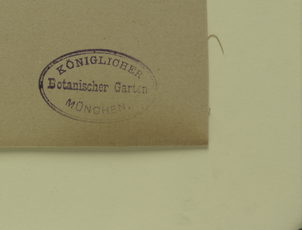 KÖNIGLICHER
Botanischer Garten
MÜNCHEN.